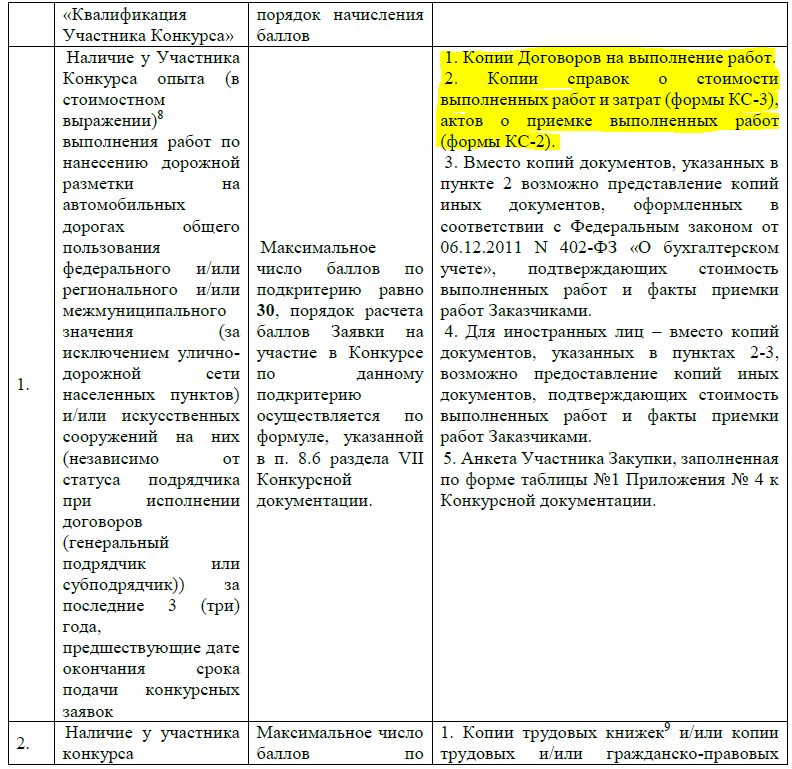 «Квалификация
Участника Конкурса»
порядок начисления
баллов
1.
Наличие у Участника
Конкурса опыта (в
стоимостном
выражении)8
выполнения работ по
нанесению дорожной
разметки на
автомобильных
дорогах общего
пользования
федерального и/или
регионального и/или
межмуниципального
значения (за
исключением улично-
дорожной сети
населенных пунктов)
и/или искусственных
сооружений на них
(независимо от
статуса подрядчика
при исполнении
договоров
(генеральный
подрядчик или
субподрядчик)) за
последние 3 (три)
года,
предшествующие дате
окончания срока
подачи конкурсных
заявок
Максимальное
число баллов по
подкритерию равно
30, порядок расчета
баллов Заявки на
участие в Конкурсе
по данному
подкритерию
осуществляется по
формуле, указанной
в п. 8.6 раздела VII
Конкурсной
документации.
1. Копии Договоров на выполнение работ.
2. Копии справок о стоимости
выполненных работ и затрат (формы КС-3),
актов о приемке выполненных работ
(формы КС-2).
3. Вместо копий документов, указанных в
пункте 2 возможно представление копий
иных документов, оформленных в
соответствии с Федеральным законом от
06.12.2011 N 402-ФЗ «О бухгалтерском
учете», подтверждающих стоимость
выполненных работ и факты приемки
работ Заказчиками.
4. Для иностранных лиц – вместо копий
документов, указанных в пунктах 2-3,
возможно предоставление копий иных
документов, подтверждающих стоимость
выполненных работ и факты приемки
работ Заказчиками.
5. Анкета Участника Закупки, заполненная
по форме таблицы №1 Приложения № 4 к
Конкурсной документации.
2.
Наличие у участника
конкурса
Максимальное число
баллов по
1. Копии трудовых книжек9 и/или копии
трудовых и/или гражданско-правовых